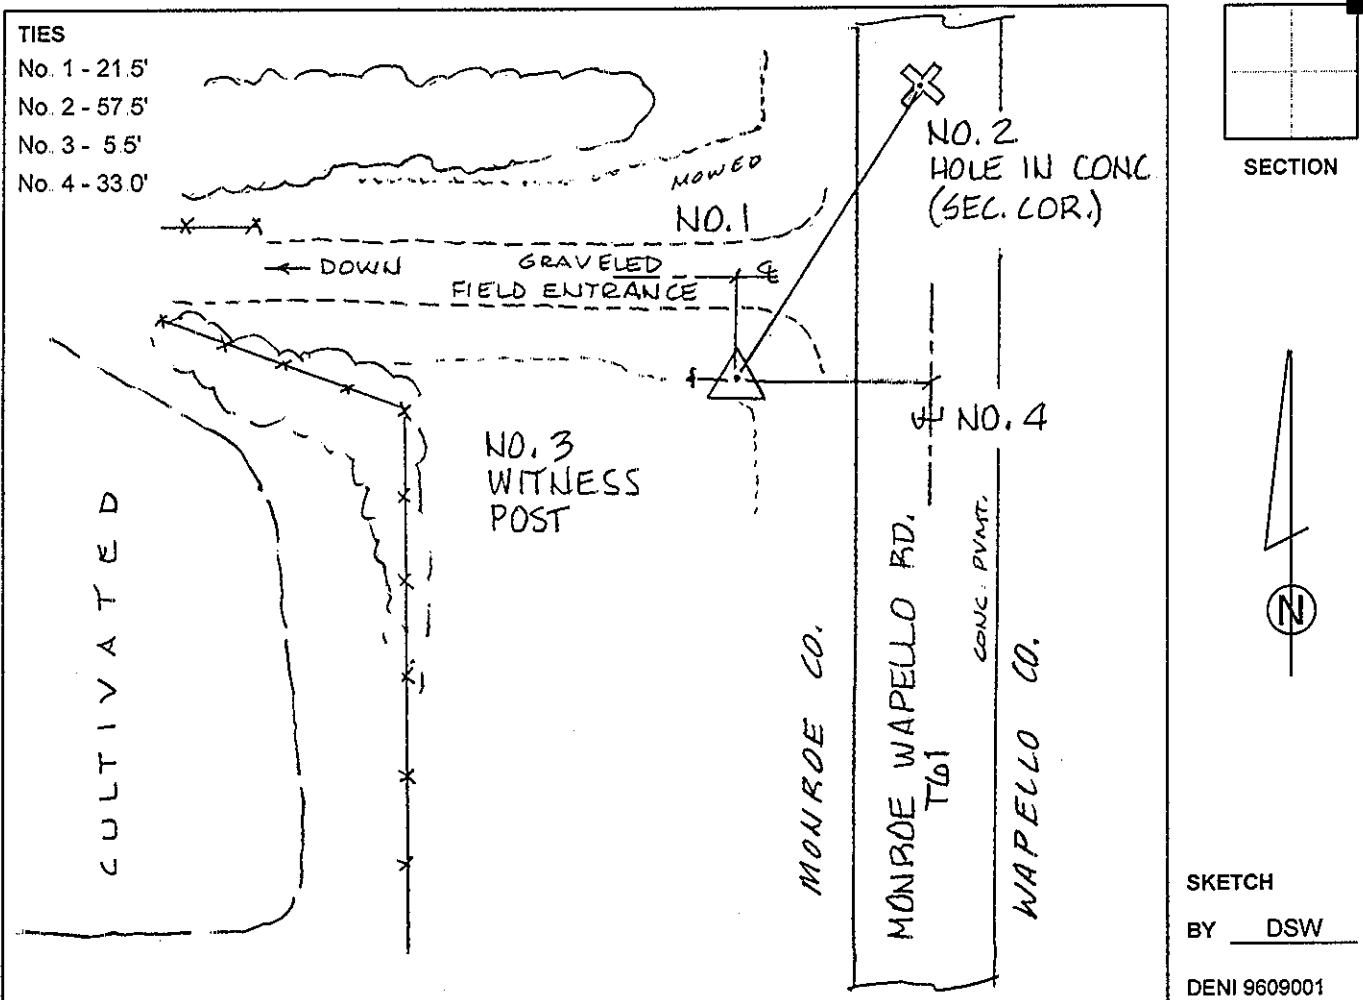 TIES
No. 1 - 21.5'
No. 2 - 57.5'
No. 3 - 5.5'
No. 4 - 33.0'
MOWED
NO. 1
NO. 2
HOLE IN CONC
(SEC. COR.)
SECTION
← DOWN
GRAVELED
FIELD ENTRANCE
℄
NO. 4
NO. 3
WITNESS
POST
CULTIVATED
MONROE CO.
MONROE WAPELLO RD.
T61
CONC. PVMT.
WAPELLO CO.
N
SKETCH
BY DSW
DENI 9609001